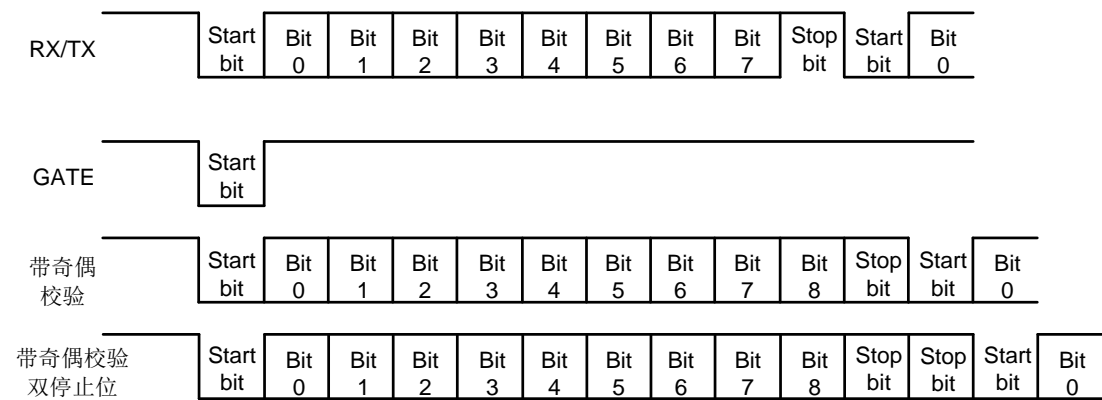 RX/TX
Start bit
Bit 0
Bit 1
Bit 2
Bit 3
Bit 4
Bit 5
Bit 6
Bit 7
Stop bit
Start bit
Bit 0
GATE
Start bit
带奇偶
校验
Start bit
Bit 0
Bit 1
Bit 2
Bit 3
Bit 4
Bit 5
Bit 6
Bit 7
Bit 8
Stop bit
Start bit
Bit 0
带奇偶校验
双停止位
Start bit
Bit 0
Bit 1
Bit 2
Bit 3
Bit 4
Bit 5
Bit 6
Bit 7
Bit 8
Stop bit
Stop bit
Start bit
Bit 0